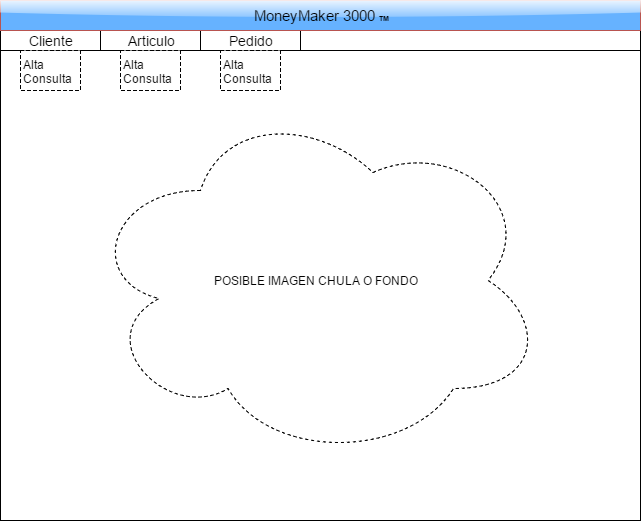 MoneyMaker 3000 TM
Cliente Articulo Pedido
Alta Alta Alta
Consulta Consulta Consulta
POSIBLE IMAGEN CHULA O FONDO